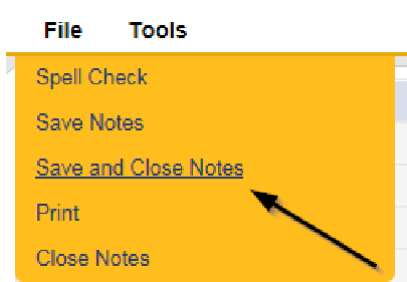 File Tools
Spell Check
Save Notes
Save and Close Notes
Print
Close Notes